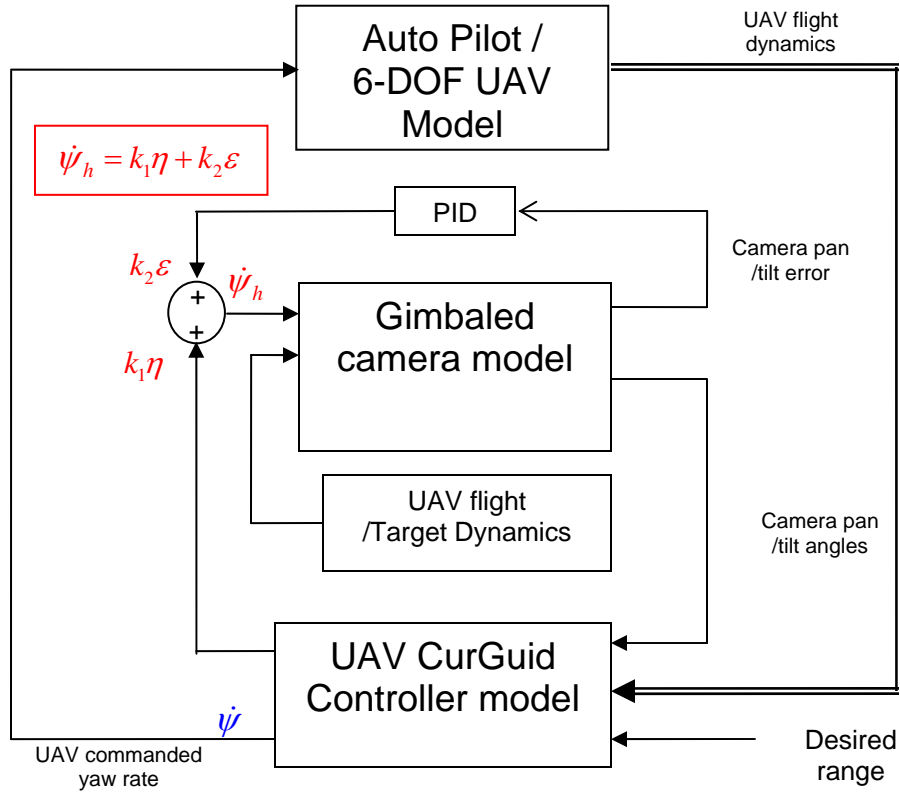 Auto Pilot /
6-DOF UAV
Model
UAV flight
dynamics
ψ̇_h = k₁η + k₂ε
PID
Camera pan
/tilt error
k₂ε
+
+
ψ̇_h
k₁η
Gimbaled
camera model
UAV flight
/Target Dynamics
Camera pan
/tilt angles
UAV CurGuid
Controller model
ψ̇
UAV commanded
yaw rate
Desired
range